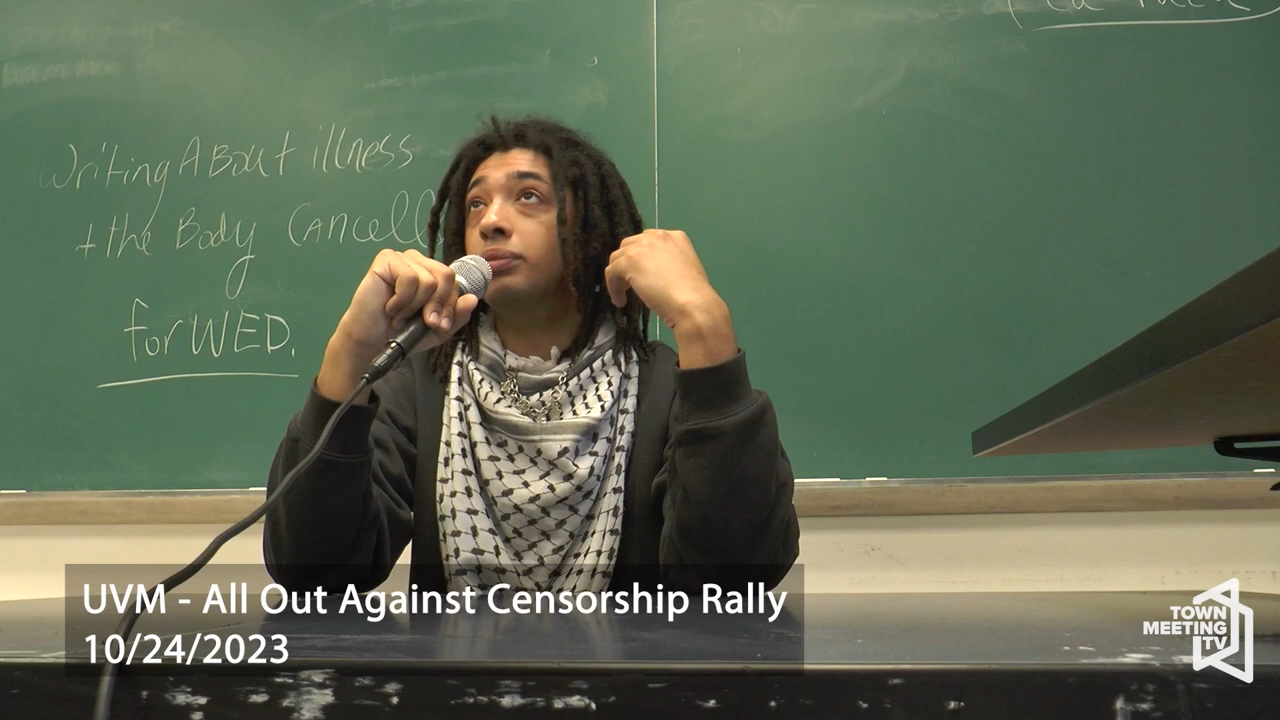 Writing About illness
+ the Body Cancell
for WED.
UVM - All Out Against Censorship Rally
10/24/2023
TOWN
MEETING
TV